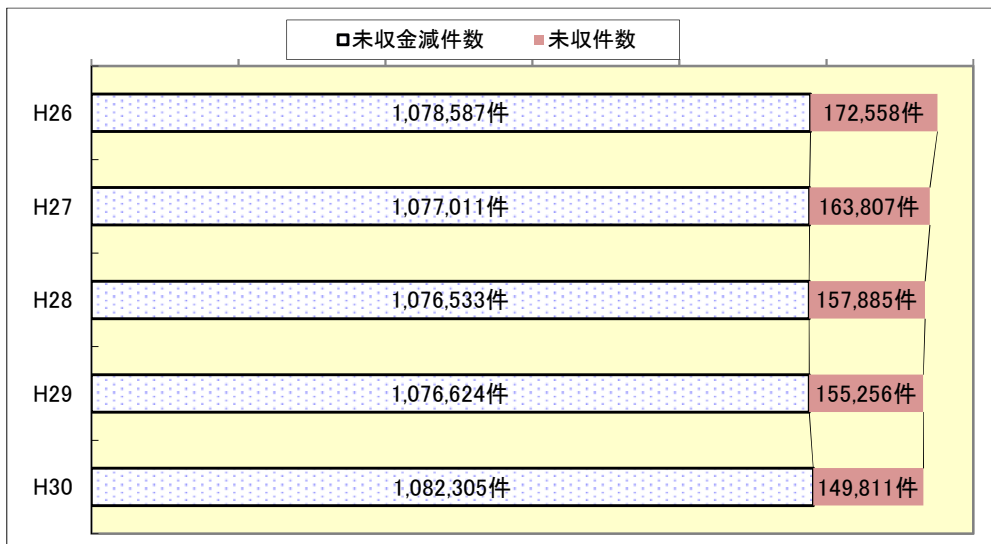 未収金減件数 未収件数
H26 1,078,587件 172,558件
H27 1,077,011件 163,807件
H28 1,076,533件 157,885件
H29 1,076,624件 155,256件
H30 1,082,305件 149,811件